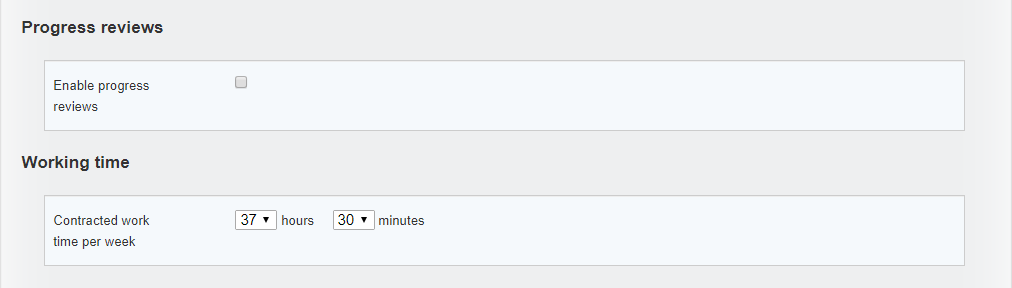 Progress reviews
Enable progress
reviews
Working time
Contracted work
time per week
37 hours 30 minutes